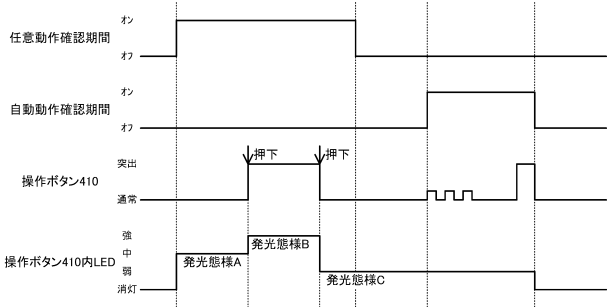 オン
任意動作確認期間
オフ
オン
自動動作確認期間
オフ
突出
押下
押下
操作ボタン410
通常
強
発光態様B
中
操作ボタン410内LED
発光態様A
弱
発光態様C
消灯